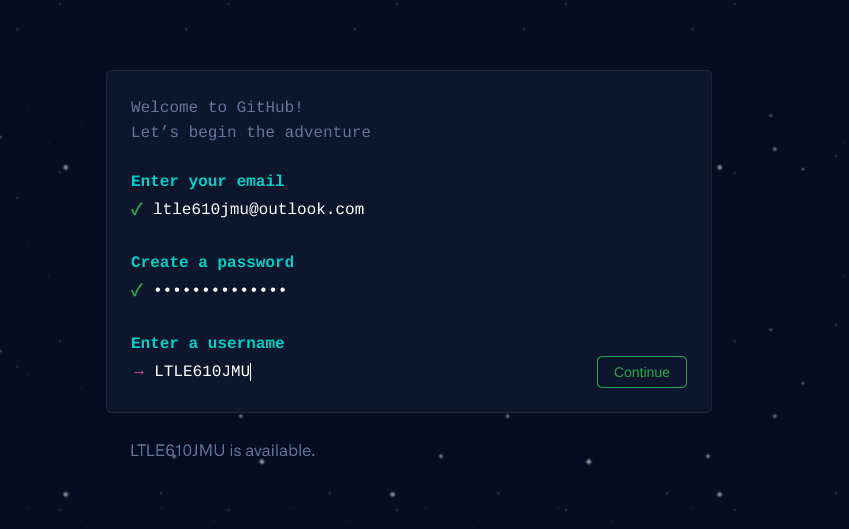 Welcome to GitHub!
Let’s begin the adventure
Enter your email
✓ ltle610jmu@outlook.com
Create a password
✓ ••••••••••••••
Enter a username
→ LTLE610JMU
Continue
LTLE610JMU is available.